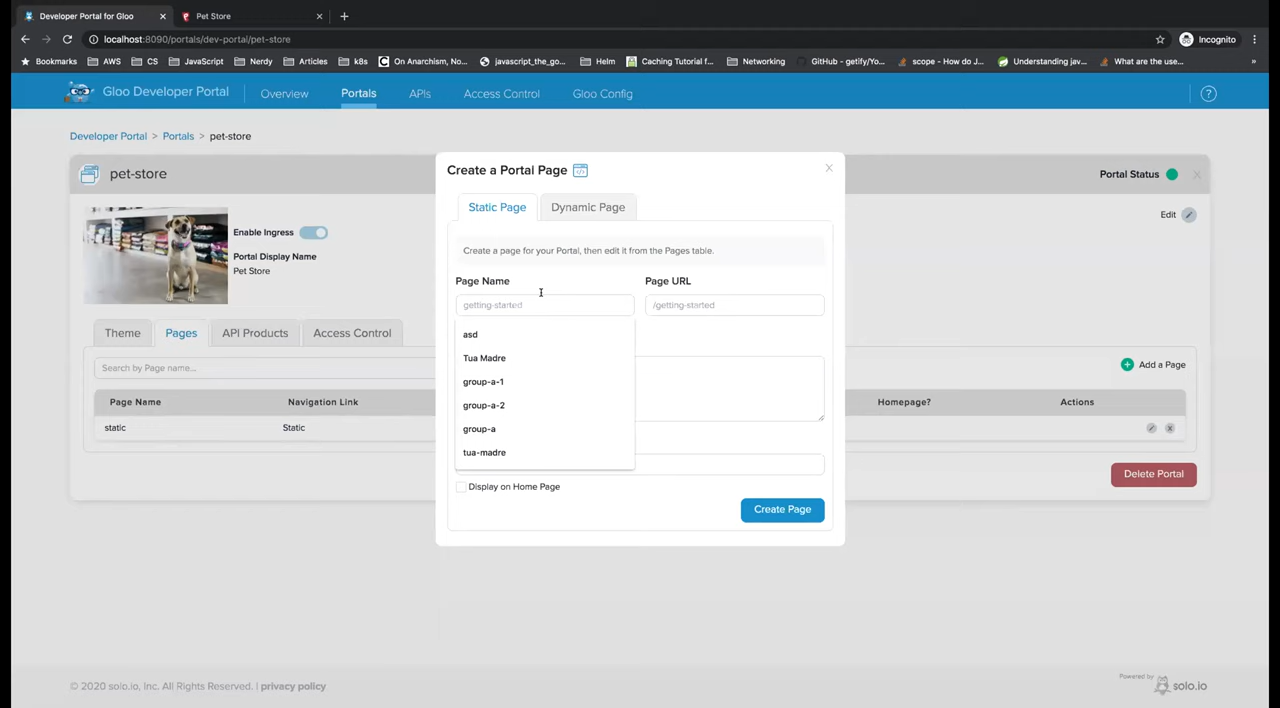 Developer Portal for Gloo
Pet Store
localhost:8090/portals/dev-portal/pet-store
Incognito
Bookmarks
AWS
CS
JavaScript
Nerdy
Articles
k8s
On Anarchism, No...
javascript_the_go...
Helm
Caching Tutorial f...
Networking
GitHub - getify/Yo...
scope - How do J...
Understanding jav...
What are the use...
»
Gloo Developer Portal
Overview
Portals
APIs
Access Control
Gloo Config
?
Developer Portal > Portals > pet-store
pet-store
Portal Status
Edit
Enable Ingress
Portal Display Name
Pet Store
Theme
Pages
API Products
Access Control
Search by Page name...
Add a Page
Page Name
Navigation Link
Homepage?
Actions
static
Static
Delete Portal
Create a Portal Page
Static Page
Dynamic Page
Create a page for your Portal, then edit it from the Pages table.
Page Name
Page URL
getting-started
/getting-started
asd
Tua Madre
group-a-1
group-a-2
group-a
tua-madre
Display on Home Page
Create Page
© 2020 solo.io, Inc. All Rights Reserved. | privacy policy
Powered by
solo.io